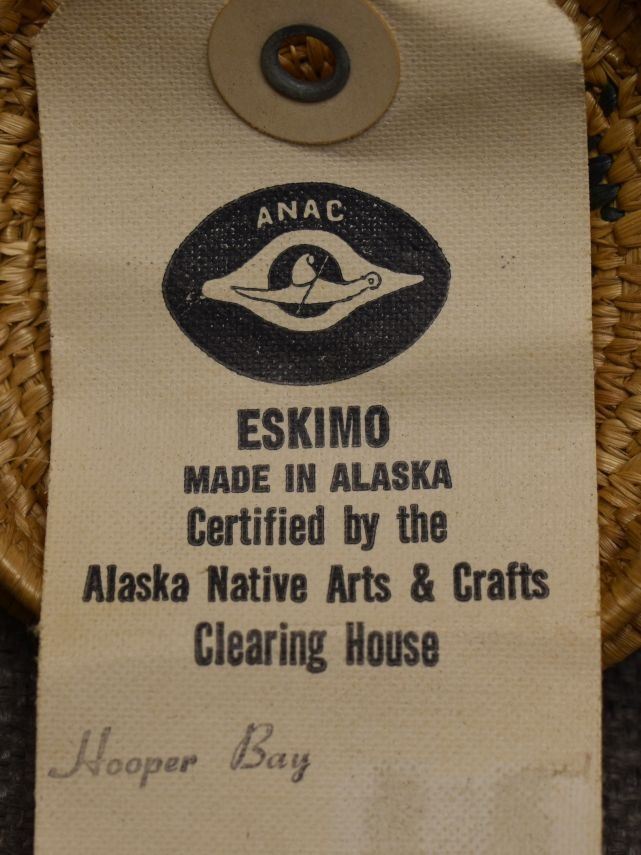 ANAC
ESKIMO
MADE IN ALASKA
Certified by the
Alaska Native Arts & Crafts
Clearing House
Hooper Bay